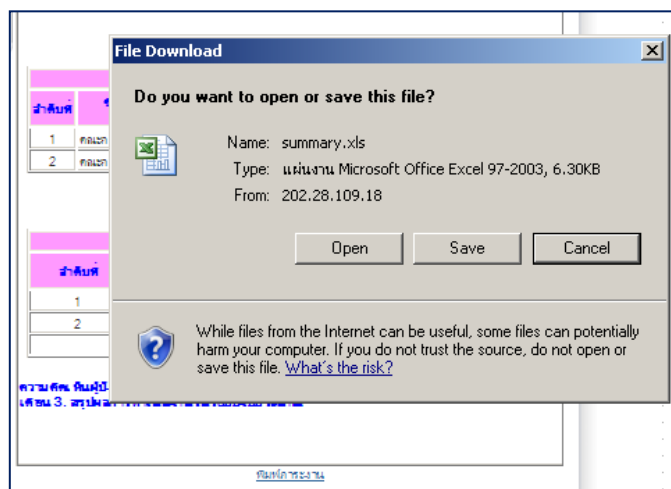 File Download
Do you want to open or save this file?
Name: summary.xls
Type: แผ่นงาน Microsoft Office Excel 97-2003, 6.30KB
From: 202.28.109.18
Open Save Cancel
While files from the Internet can be useful, some files can potentially
harm your computer. If you do not trust the source, do not open or
save this file. What's the risk?
ลำดับที่
1
2
ลำดับที่
1
2
พิมพ์ภาระงาน